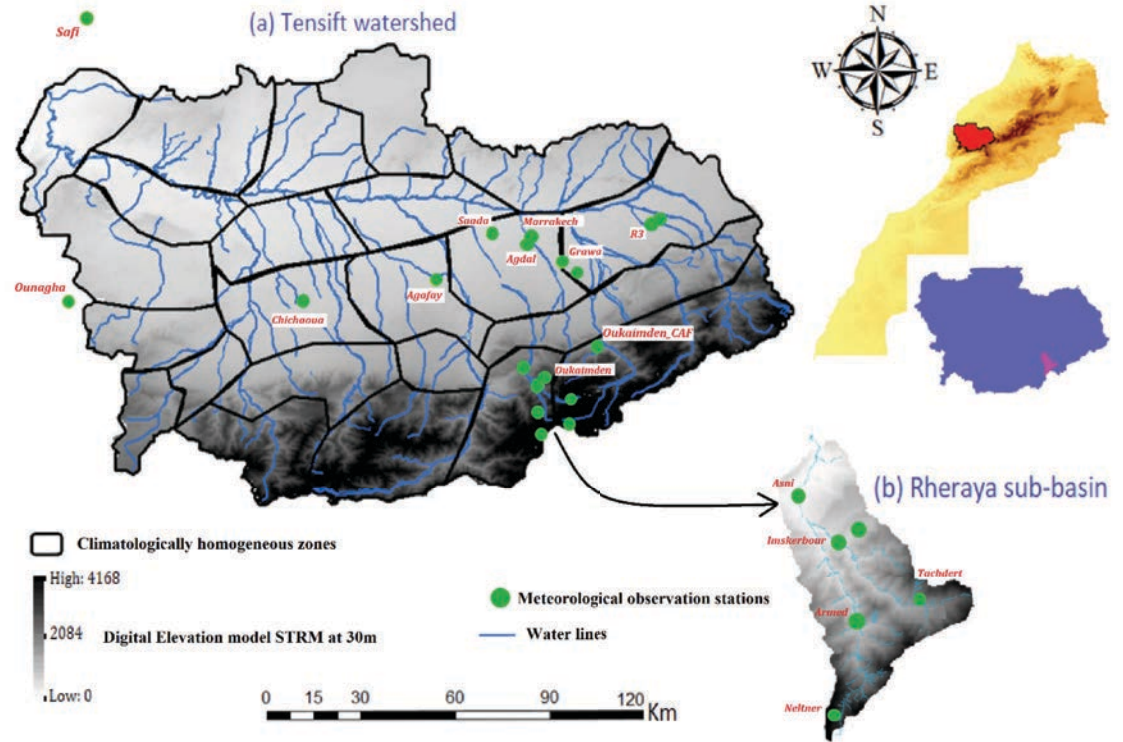 Safi
(a) Tensift watershed
N
W
E
S
Saada
Marrakech
Agdal
Grawa
R3
Ounagha
Agafay
Chichaoua
Oukaimden_CAF
Oukaimden
(b) Rheraya sub-basin
Asni
Imskerbour
Tachdert
Armed
Neltner
Climatologically homogeneous zones
High: 4168
2084
Low: 0
Digital Elevation model STRM at 30m
Meteorological observation stations
Water lines
0 15 30 60 90 120
Km